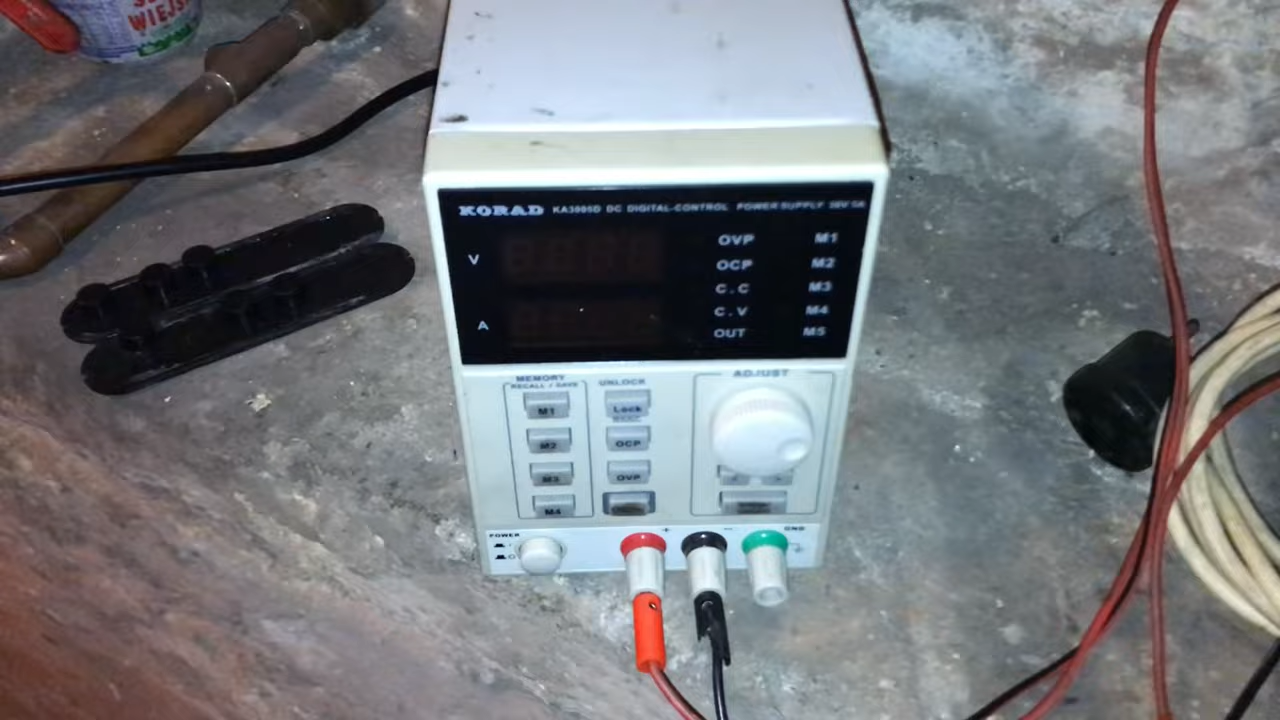 WIEJS
KORAD KA3005D DC DIGITAL-CONTROL POWER SUPPLY 30V 5A
V
A
OVP M1
OCP M2
C.C M3
C.V M4
OUT M5
MEMORY
RECALL / SAVE
M1
M2
M3
M4
UNLOCK
Lock
OCP
OVP
ADJUST
< >
POWER
+
-
GND